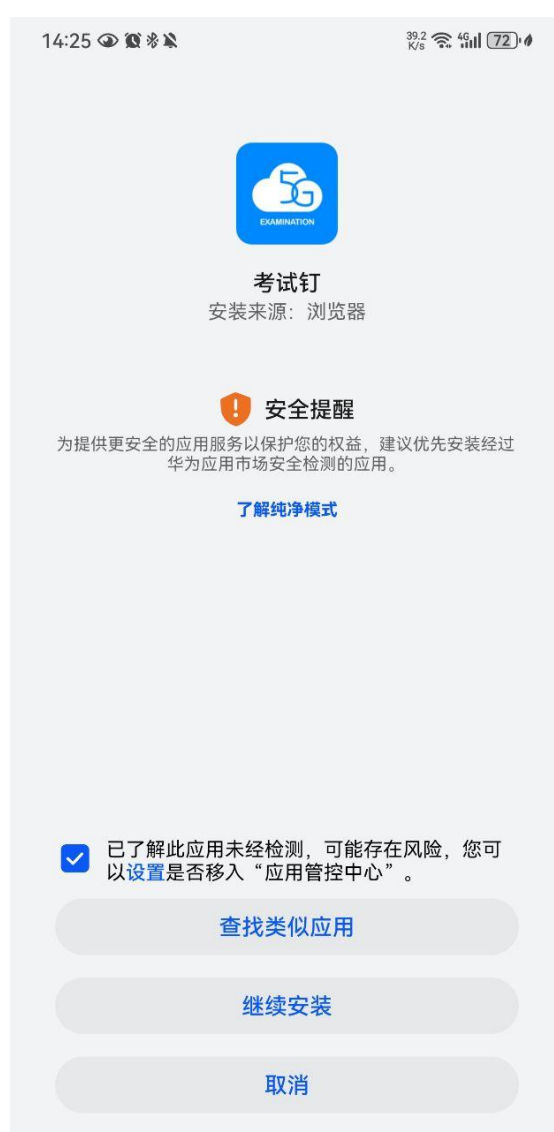 14:25
39.2 K/s 4G 72
5G
EXAMINATION
考试钉
安装来源：浏览器
安全提醒
为提供更安全的应用服务以保护您的权益，建议优先安装经过
华为应用市场安全检测的应用。
了解纯净模式
已了解此应用未经检测，可能存在风险，您可
以设置是否移入“应用管控中心”。
查找类似应用
继续安装
取消